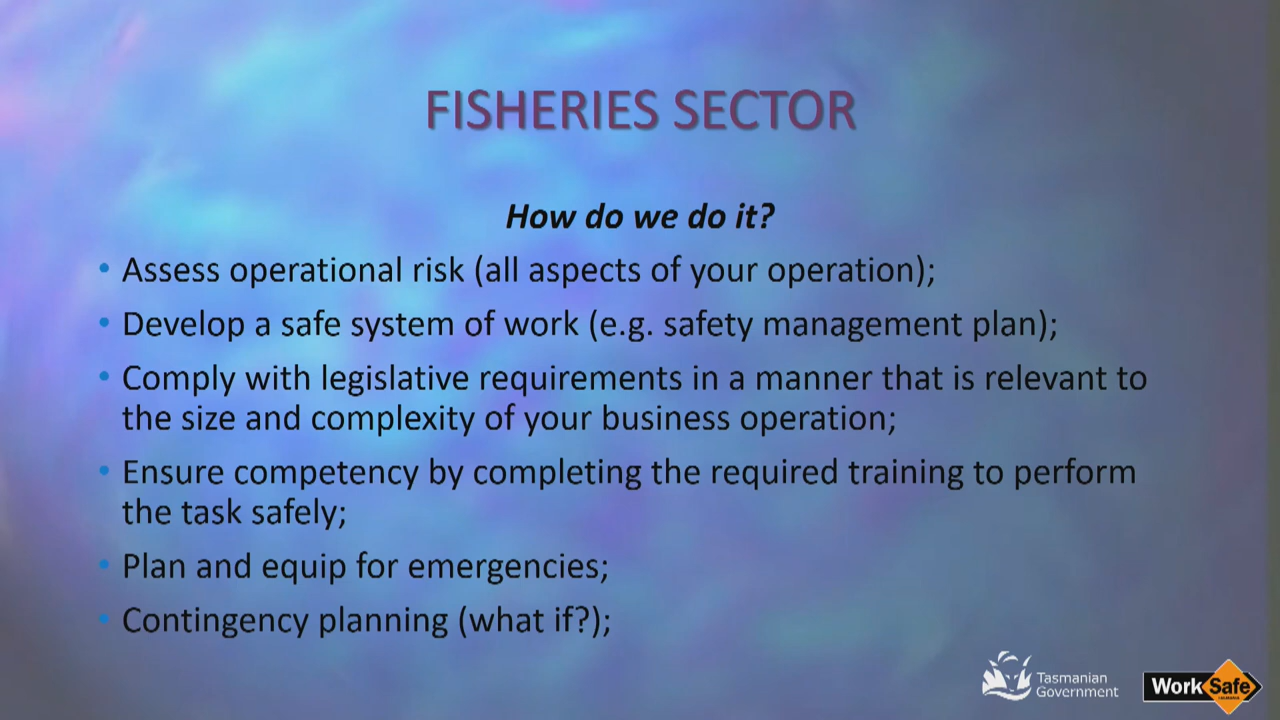 FISHERIES SECTOR
How do we do it?
• Assess operational risk (all aspects of your operation);
• Develop a safe system of work (e.g. safety management plan);
• Comply with legislative requirements in a manner that is relevant to
the size and complexity of your business operation;
• Ensure competency by completing the required training to perform
the task safely;
• Plan and equip for emergencies;
• Contingency planning (what if?);
Tasmanian
Government
WorkSafe